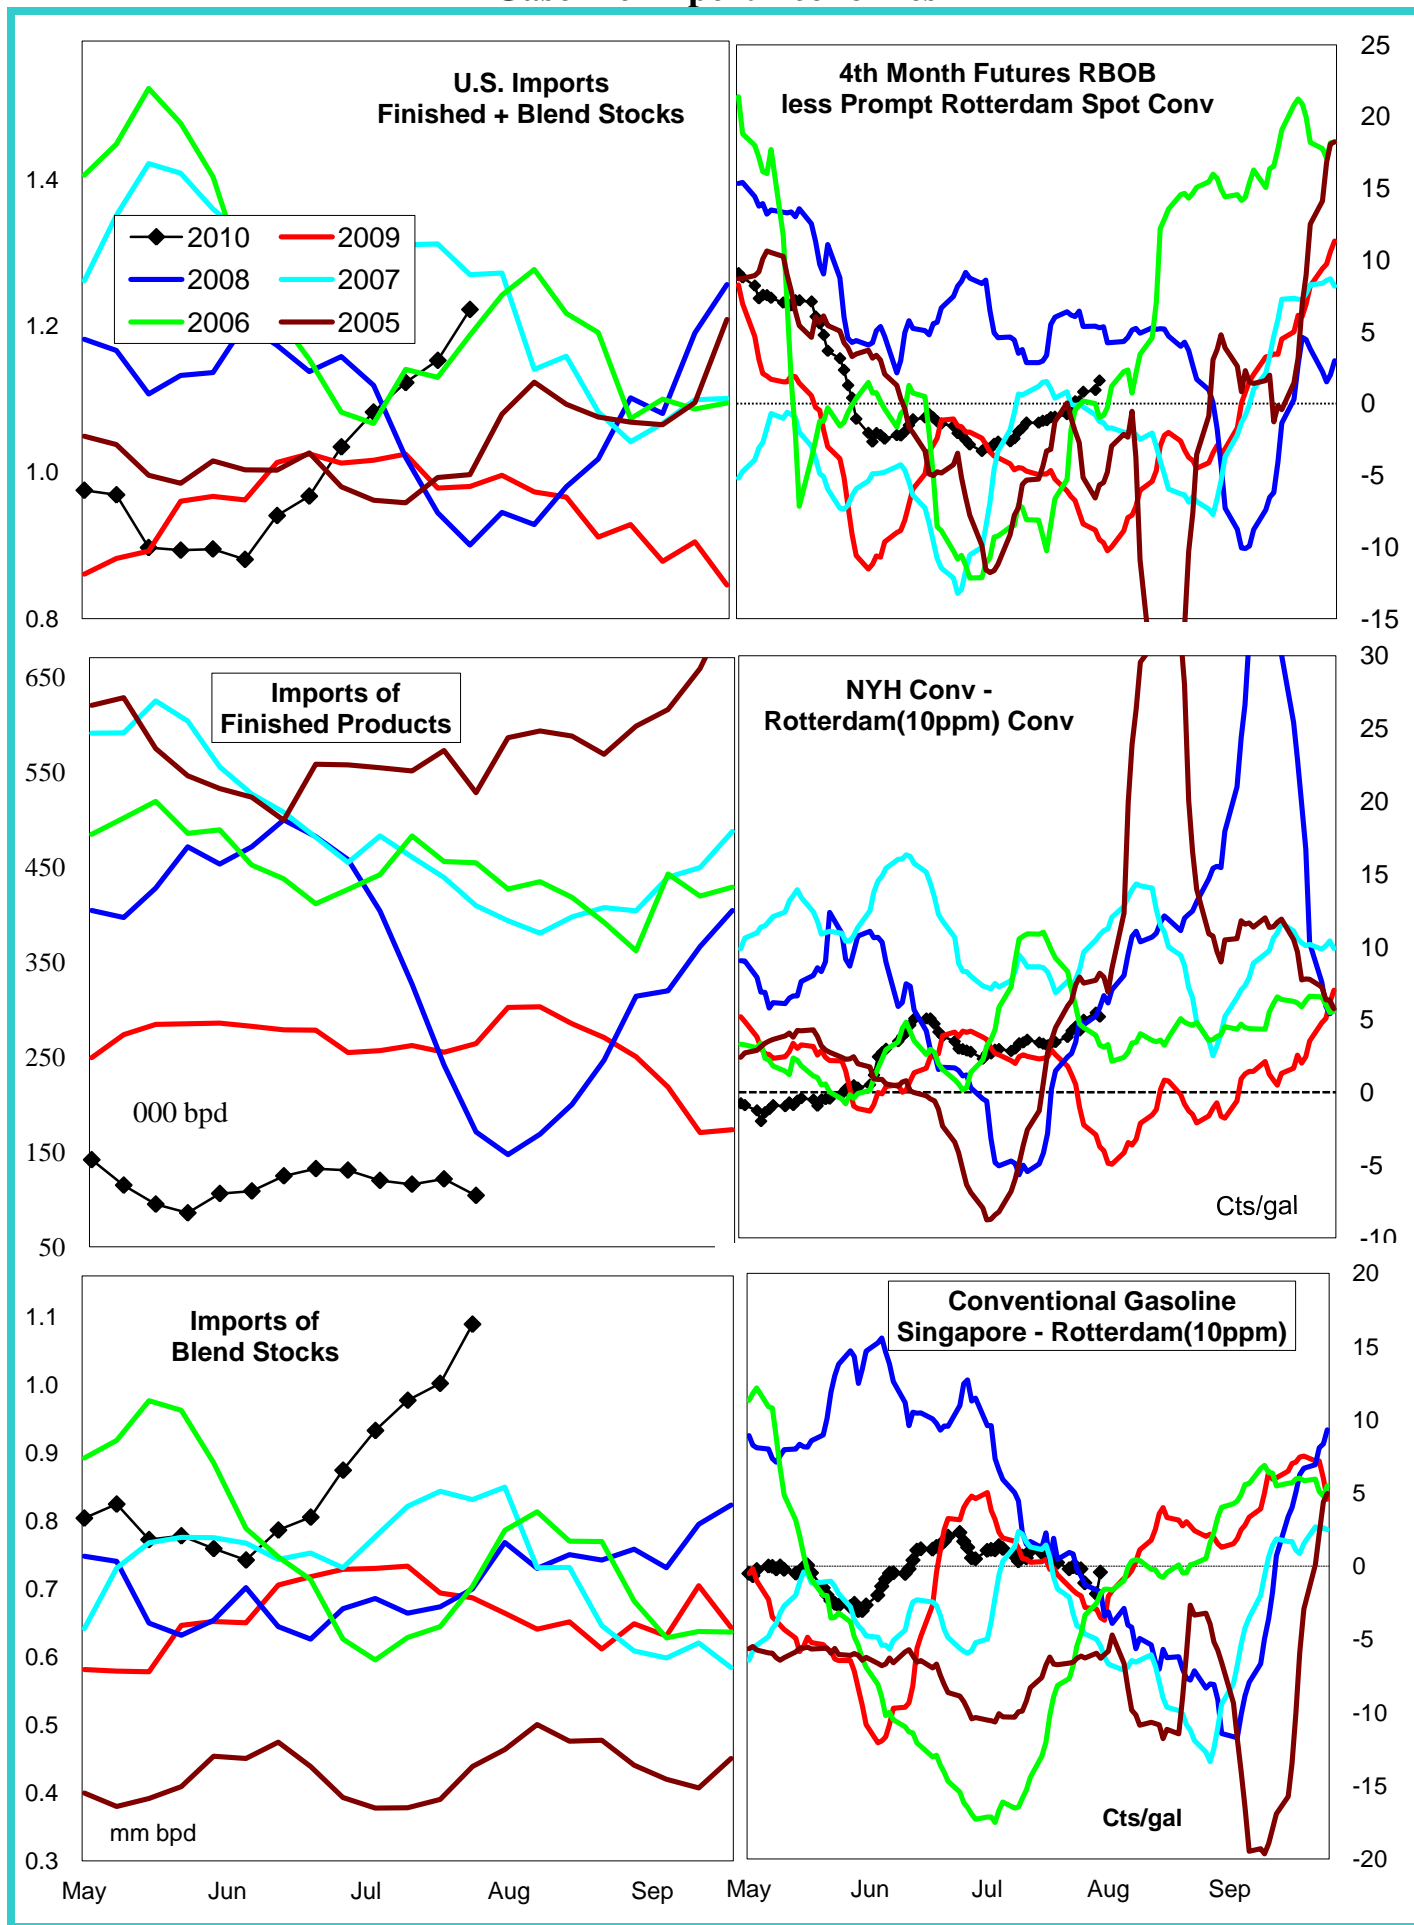 U.S. Imports
Finished + Blend Stocks
1.4
1.2
1.0
0.8
2010
2009
2008
2007
2006
2005
4th Month Futures RBOB
less Prompt Rotterdam Spot Conv
25
20
15
10
5
0
-5
-10
-15
Imports of
Finished Products
650
550
450
350
250
150
50
000 bpd
NYH Conv -
Rotterdam(10ppm) Conv
30
25
20
15
10
5
0
-5
-10
Cts/gal
Imports of
Blend Stocks
1.1
1.0
0.9
0.8
0.7
0.6
0.5
0.4
0.3
mm bpd
May
Jun
Jul
Aug
Sep
Conventional Gasoline
Singapore - Rotterdam(10ppm)
20
15
10
5
0
-5
-10
-15
-20
Cts/gal
May
Jun
Jul
Aug
Sep